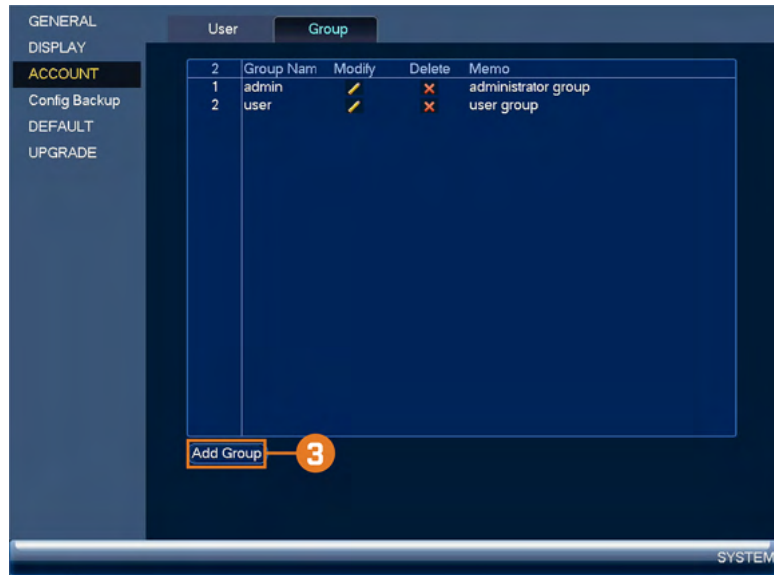 GENERAL
DISPLAY
ACCOUNT
Config Backup
DEFAULT
UPGRADE
User Group
2 Group Nam Modify Delete Memo
1 admin administrator group
2 user user group
Add Group 3
SYSTEM